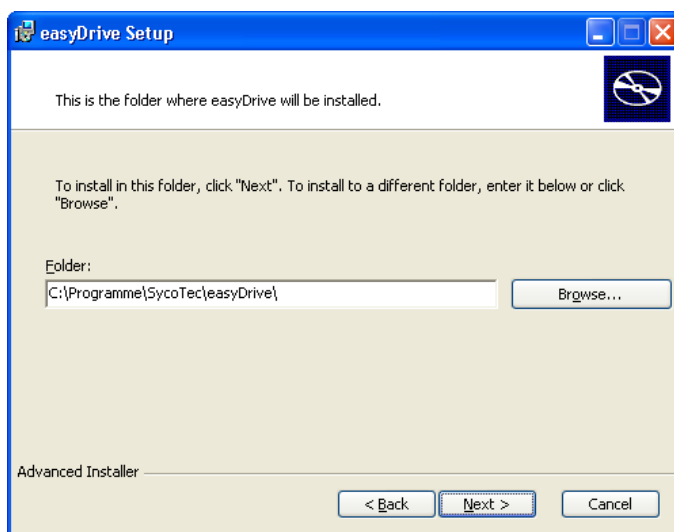 easyDrive Setup
This is the folder where easyDrive will be installed.
To install in this folder, click "Next". To install to a different folder, enter it below or click
"Browse".
Folder:
C:\Programme\SycoTec\easyDrive\
Browse...
Advanced Installer
< Back
Next >
Cancel